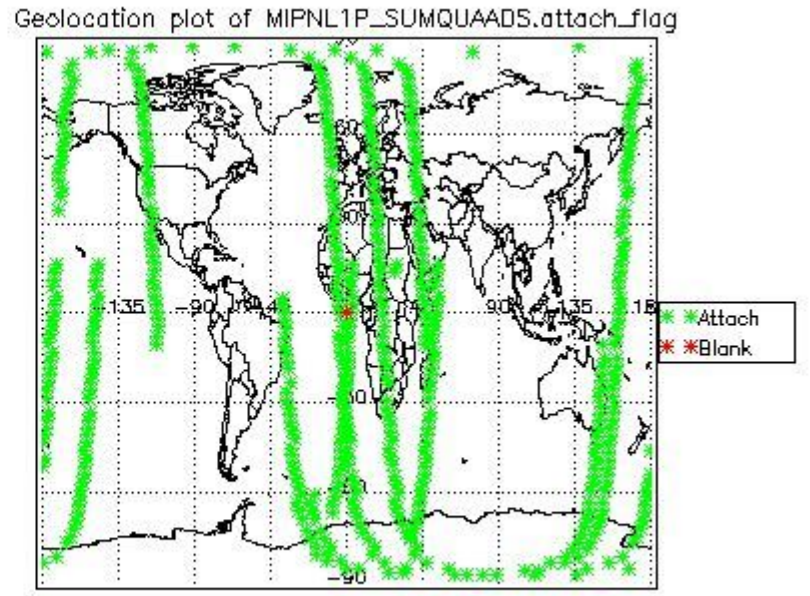 Geolocation plot of MIPNL1P_SUMQUAADS.attach_flag
-135 -90 90 135
Attach
Blank
-90